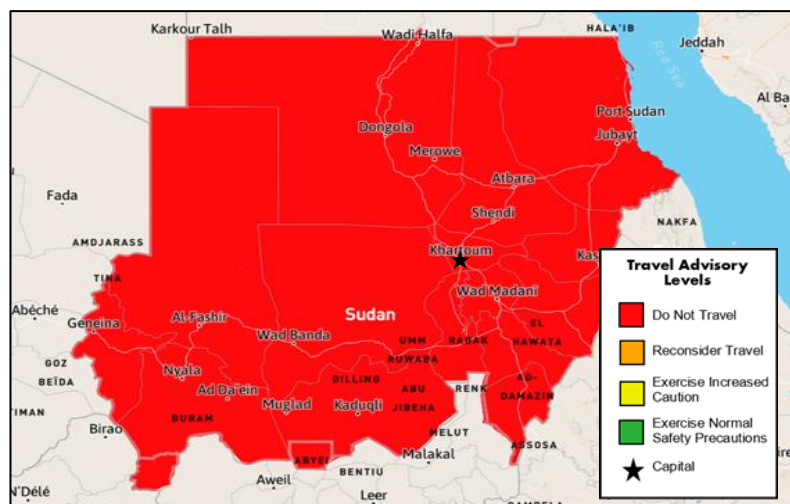 Karkour Talh
Wadi Halfa
HALA'IB
Jeddah
Red Sea
Al Ba
Port Sudan
Dongola
Jubayt
Merowe
Atbara
Fada
Shendi
NAKFA
AMDJARASS
Khartoum
Kas
TINA
Wad Madani
Abéché
Geneina
Al-Fashir
Sudan
EL
HAWATA
Wad Banda
UMM
RUWABA
RABAK
GOZ
BEÏDA
Nyala
DILLING
Ad Da'ein
ABU
JIBEHA
RENK
AD-
DAMAZIN
TIMAN
BURAM
Muglad
Kaduqli
Birao
MELUT
ASSOSA
ABYEI
BENTIU
Malakal
N'Délé
Aweil
Leer
Travel Advisory
Levels
Do Not Travel
Reconsider Travel
Exercise Increased
Caution
Exercise Normal
Safety Precautions
Capital